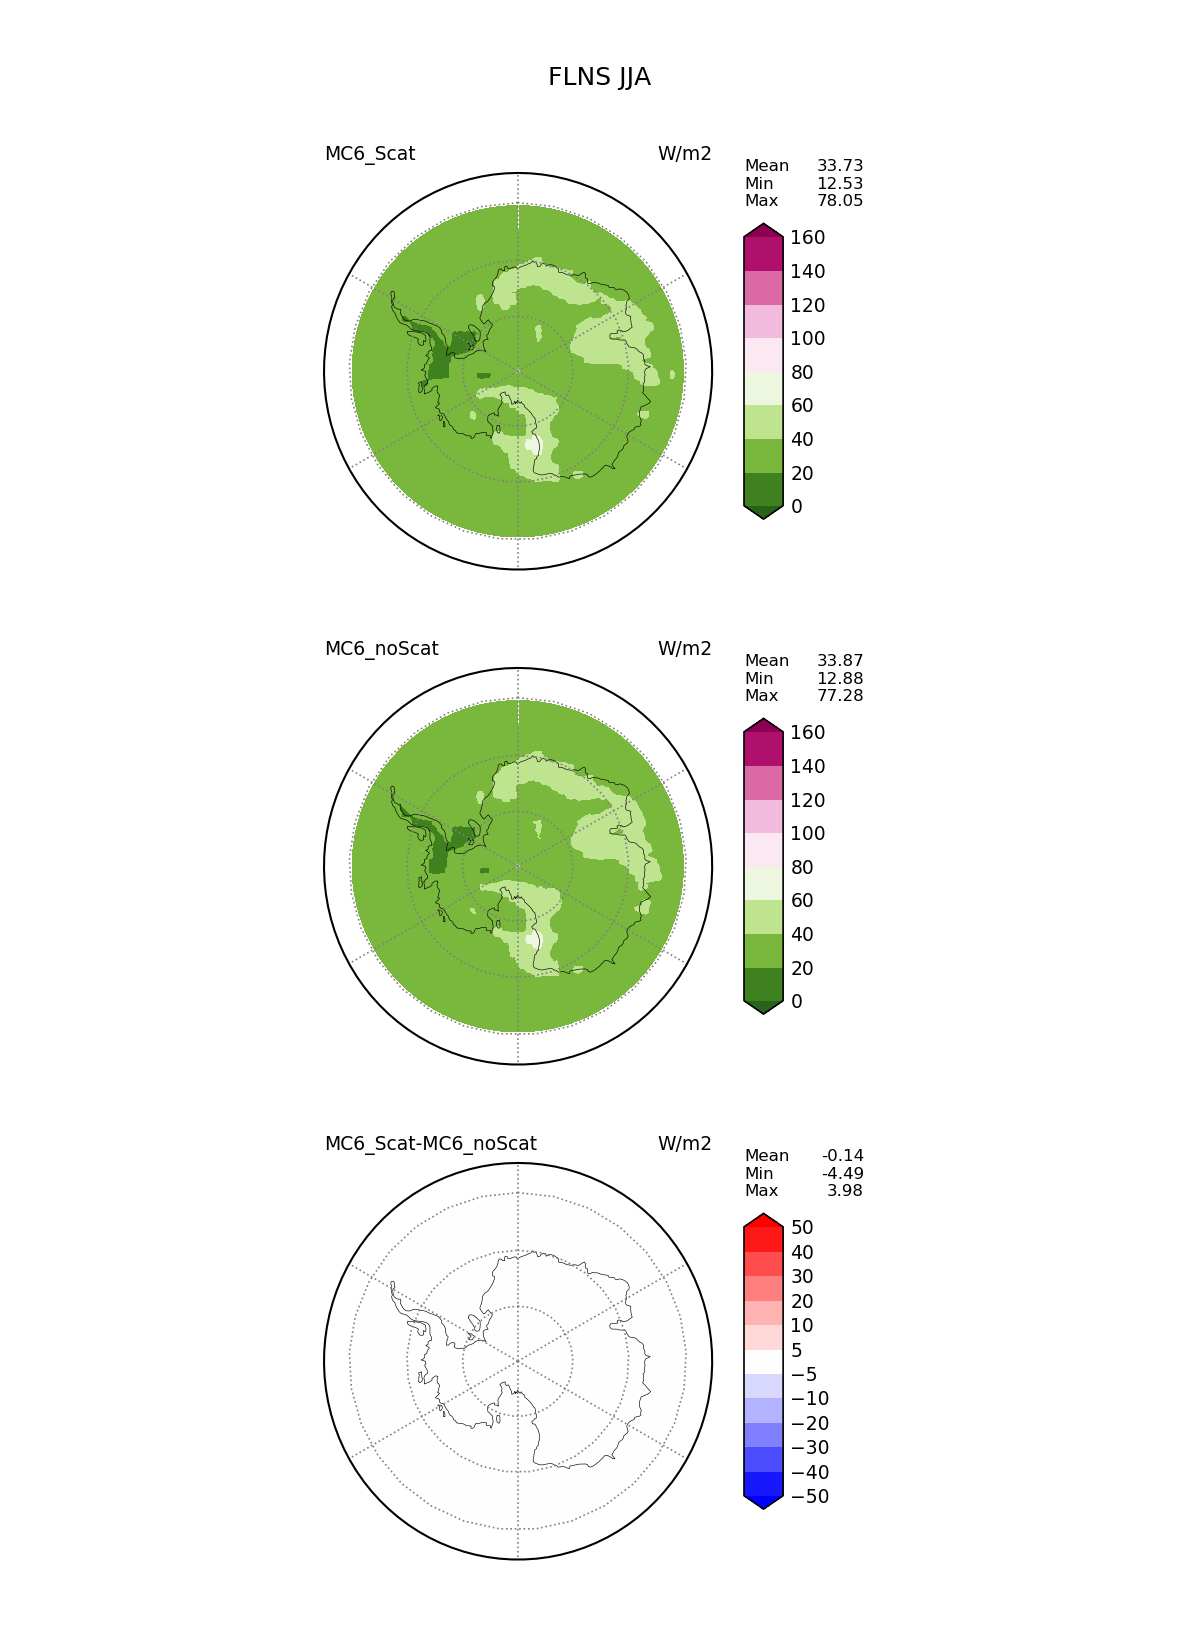 FLNS JJA
MC6_Scat W/m2
Mean 33.73
Min 12.53
Max 78.05
160
140
120
100
80
60
40
20
0
MC6_noScat W/m2
Mean 33.87
Min 12.88
Max 77.28
160
140
120
100
80
60
40
20
0
MC6_Scat-MC6_noScat W/m2
Mean -0.14
Min -4.49
Max 3.98
50
40
30
20
10
5
−5
−10
−20
−30
−40
−50